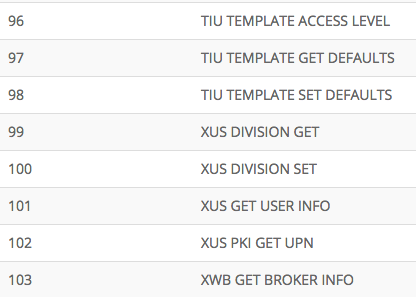 96 TIU TEMPLATE ACCESS LEVEL
97 TIU TEMPLATE GET DEFAULTS
98 TIU TEMPLATE SET DEFAULTS
99 XUS DIVISION GET
100 XUS DIVISION SET
101 XUS GET USER INFO
102 XUS PKI GET UPN
103 XWB GET BROKER INFO